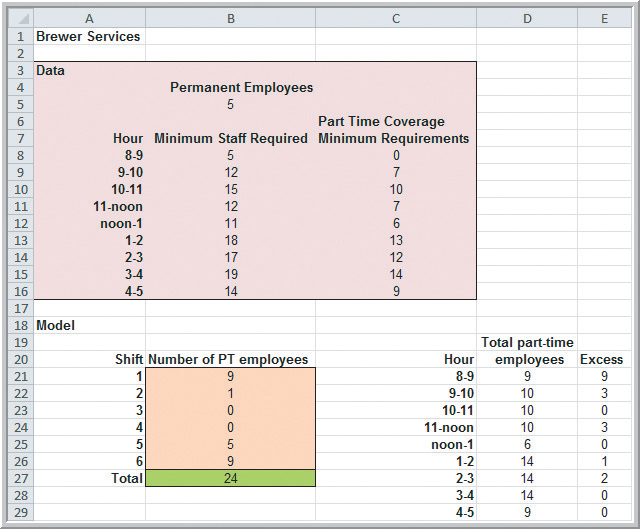 A B C D E
1 Brewer Services
2
3 Data
4 Permanent Employees
5 5
6 Part Time Coverage
7 Hour Minimum Staff Required Minimum Requirements
8 8-9 5 0
9 9-10 12 7
10 10-11 15 10
11 11-noon 12 7
12 noon-1 11 6
13 1-2 18 13
14 2-3 17 12
15 3-4 19 14
16 4-5 14 9
17
18 Model
19 Total part-time
20 Shift Number of PT employees Hour employees Excess
21 1 9 8-9 9 9
22 2 1 9-10 10 3
23 3 0 10-11 10 0
24 4 0 11-noon 10 3
25 5 5 noon-1 6 0
26 6 9 1-2 14 1
27 Total 24 2-3 14 2
28 3-4 14 0
29 4-5 9 0